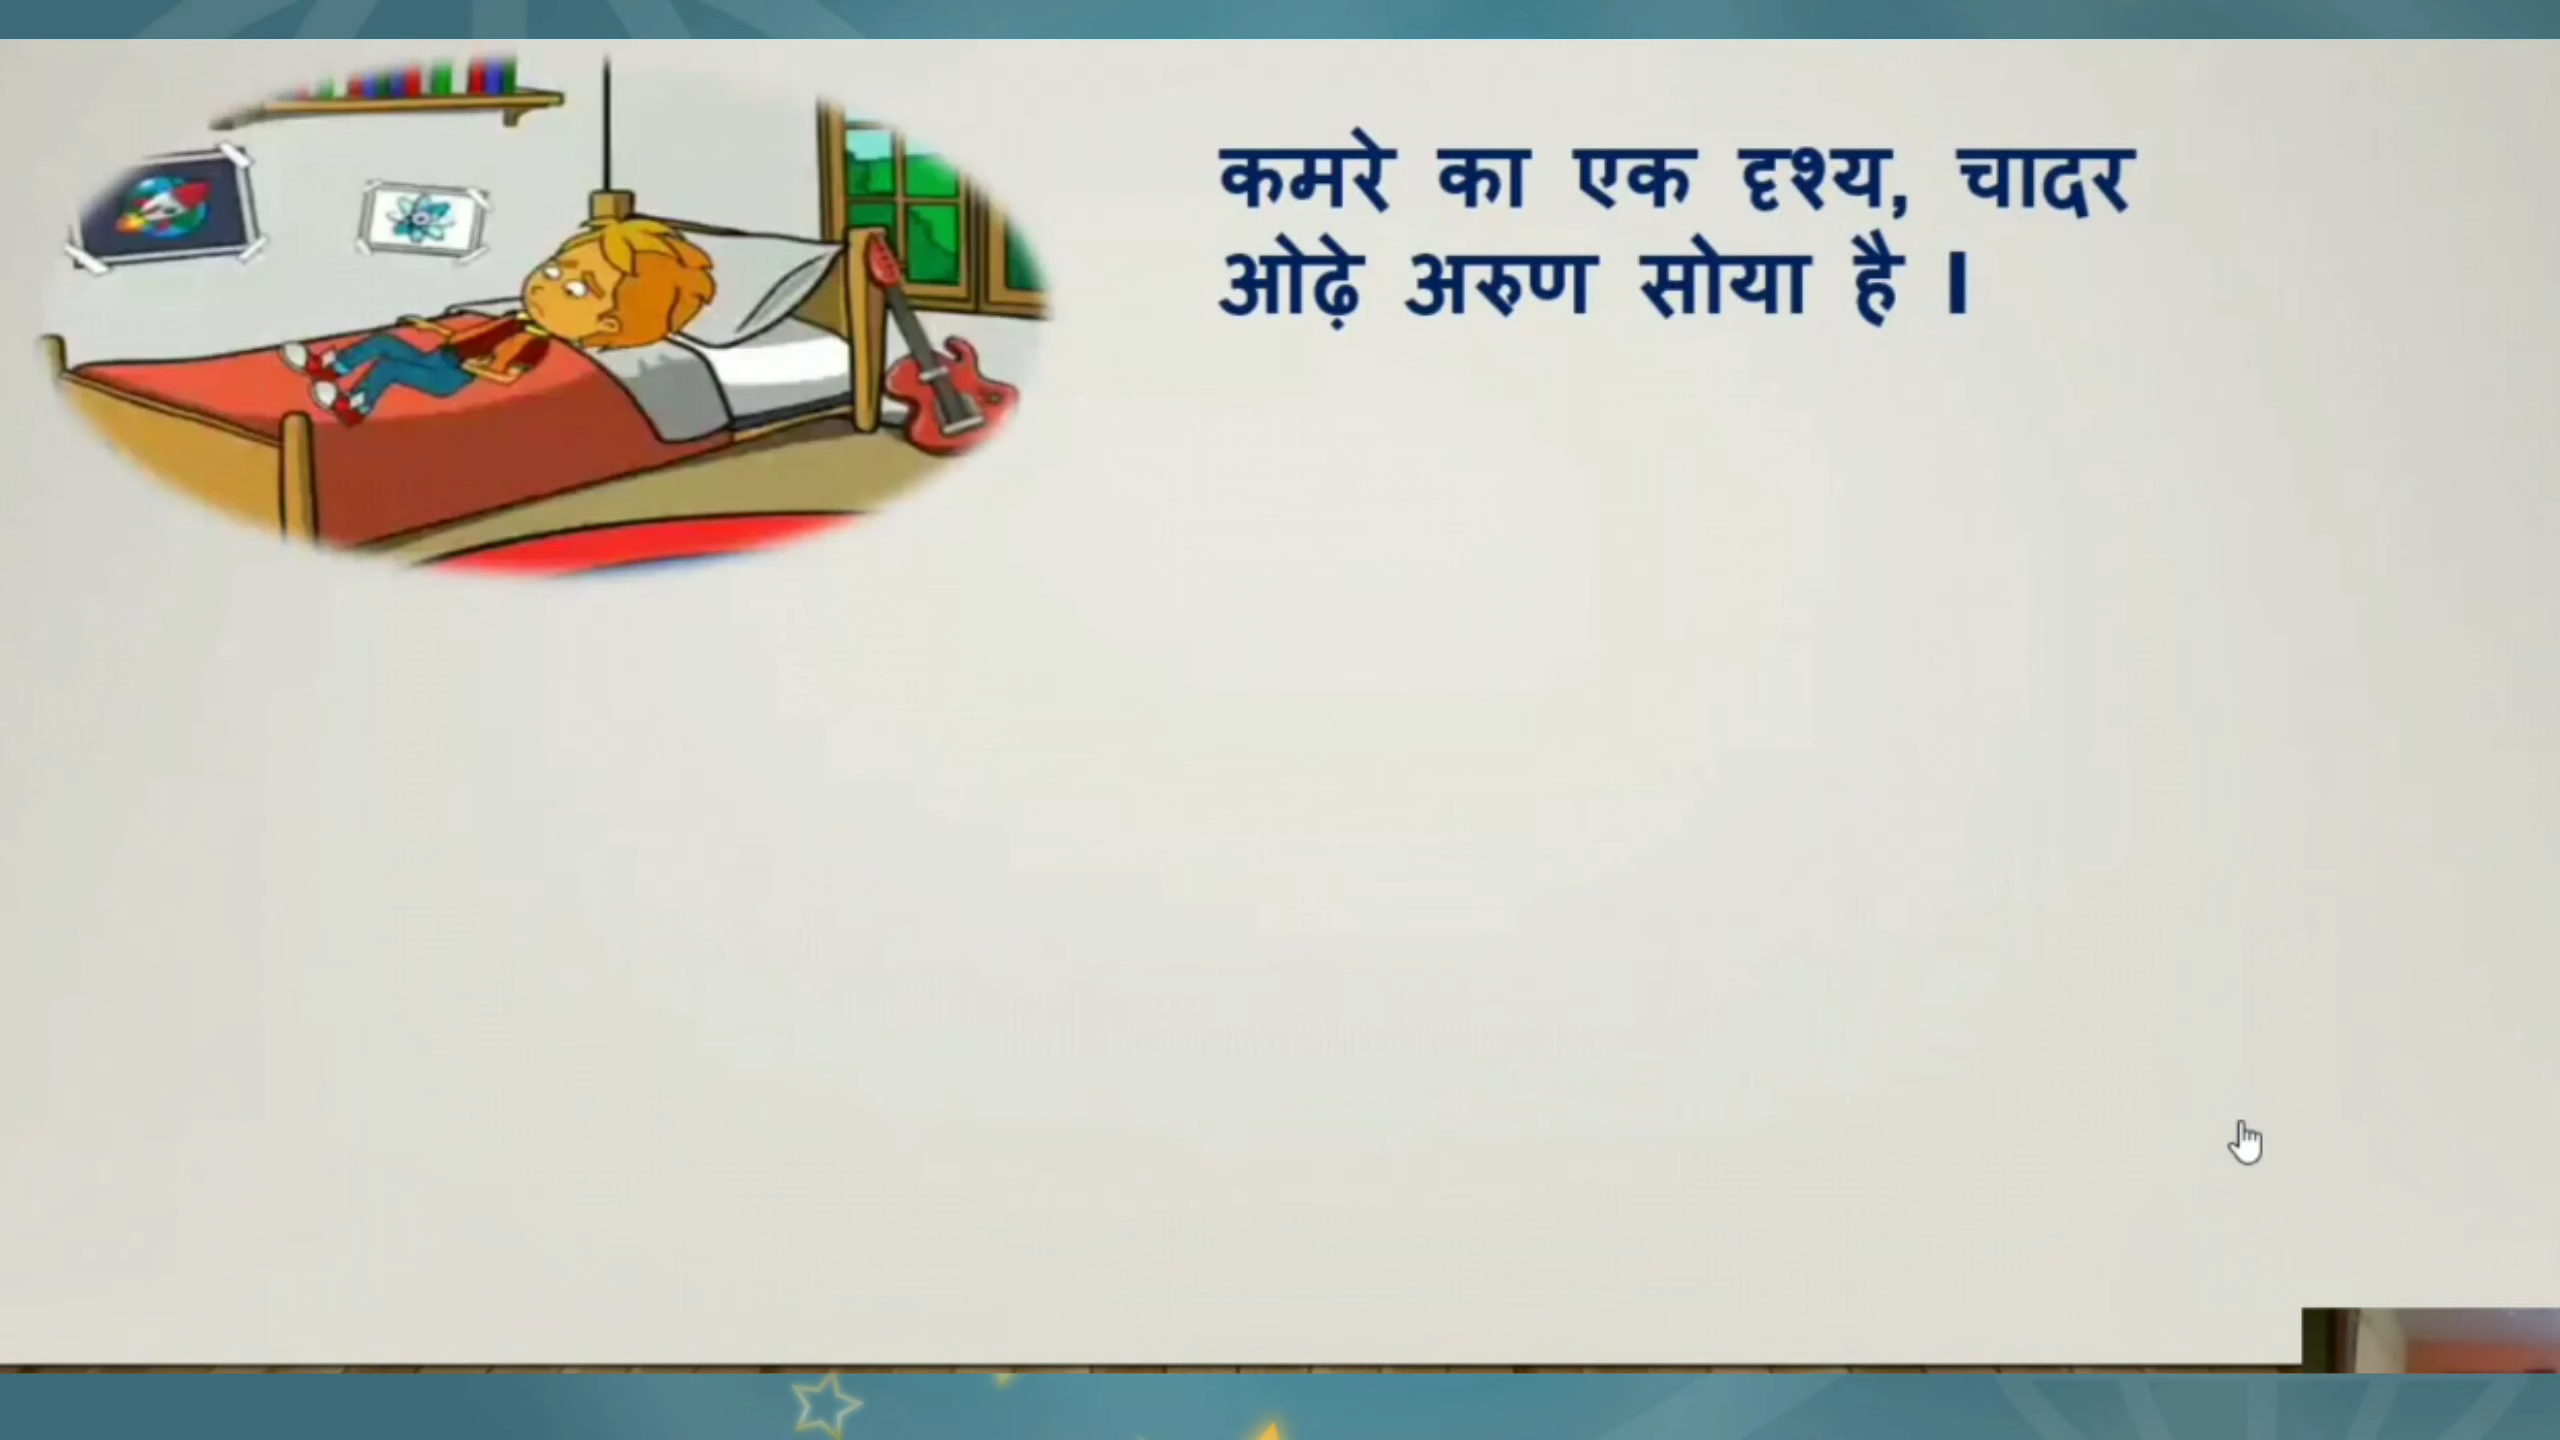 कमरे का एक दृश्य, चादर
ओढ़े अरुण सोया है ।